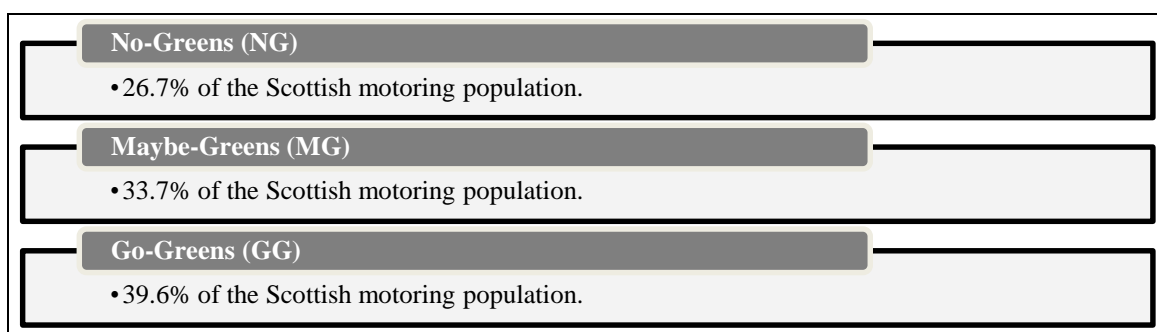 No-Greens (NG)
•26.7% of the Scottish motoring population.
Maybe-Greens (MG)
•33.7% of the Scottish motoring population.
Go-Greens (GG)
•39.6% of the Scottish motoring population.